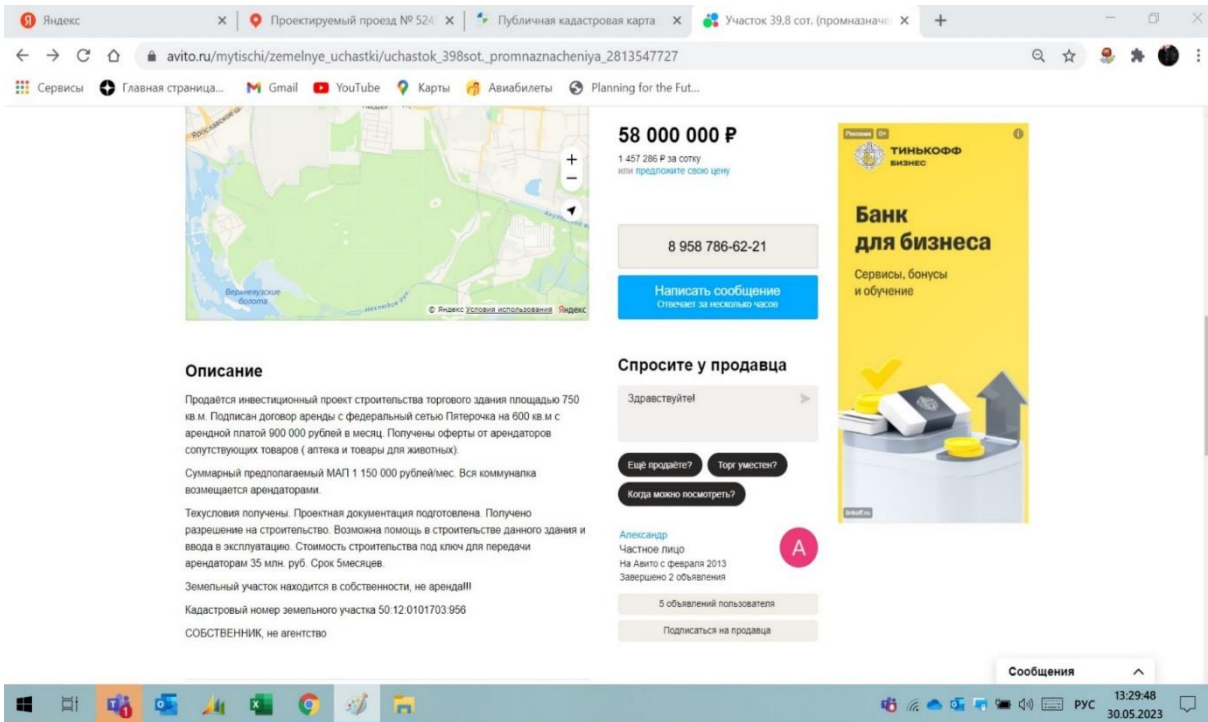 Яндекс
Проектируемый проезд № 524
Публичная кадастровая карта
Участок 39,8 сот. (промназначе
avito.ru/mytischi/zemelnye_uchastki/uchastok_398sot._promnaznacheniya_2813547727
Сервисы
Главная страница...
Gmail
YouTube
Карты
Авиабилеты
Planning for the Fut...
Ярославское ш.
Верхнеяузские
болота
© Яндекс Условия использования Яндекс
58 000 000 ₽
1 457 286 ₽ за сотку
или предложите свою цену
8 958 786-62-21
Написать сообщение
Отвечает за несколько часов
Реклама 0+
ТИНЬКОФФ
БИЗНЕС
Банк
для бизнеса
Сервисы, бонусы
и обучение
tinkoff.ru
Описание
Продаётся инвестиционный проект строительства торгового здания площадью 750
кв.м. Подписан договор аренды с федеральный сетью Пятерочка на 600 кв.м с
арендной платой 900 000 рублей в месяц. Получены оферты от арендаторов
сопутствующих товаров ( аптека и товары для животных).
Суммарный предполагаемый МАП 1 150 000 рублей/мес. Вся коммуналка
возмещается арендаторами.
Техусловия получены. Проектная документация подготовлена. Получено
разрешение на строительство. Возможна помощь в строительстве данного здания и
ввода в эксплуатацию. Стоимость строительства под ключ для передачи
арендаторам 35 млн. руб. Срок 5месяцев.
Земельный участок находится в собственности, не аренда!!!
Кадастровый номер земельного участка 50:12:0101703:956
СОБСТВЕННИК, не агентство
Спросите у продавца
Здравствуйте!
Ещё продаёте?
Торг уместен?
Когда можно посмотреть?
Александр
Частное лицо
На Авито с февраля 2013
Завершено 2 объявления
А
5 объявлений пользователя
Подписаться на продавца
Сообщения
РУС
13:29:48
30.05.2023